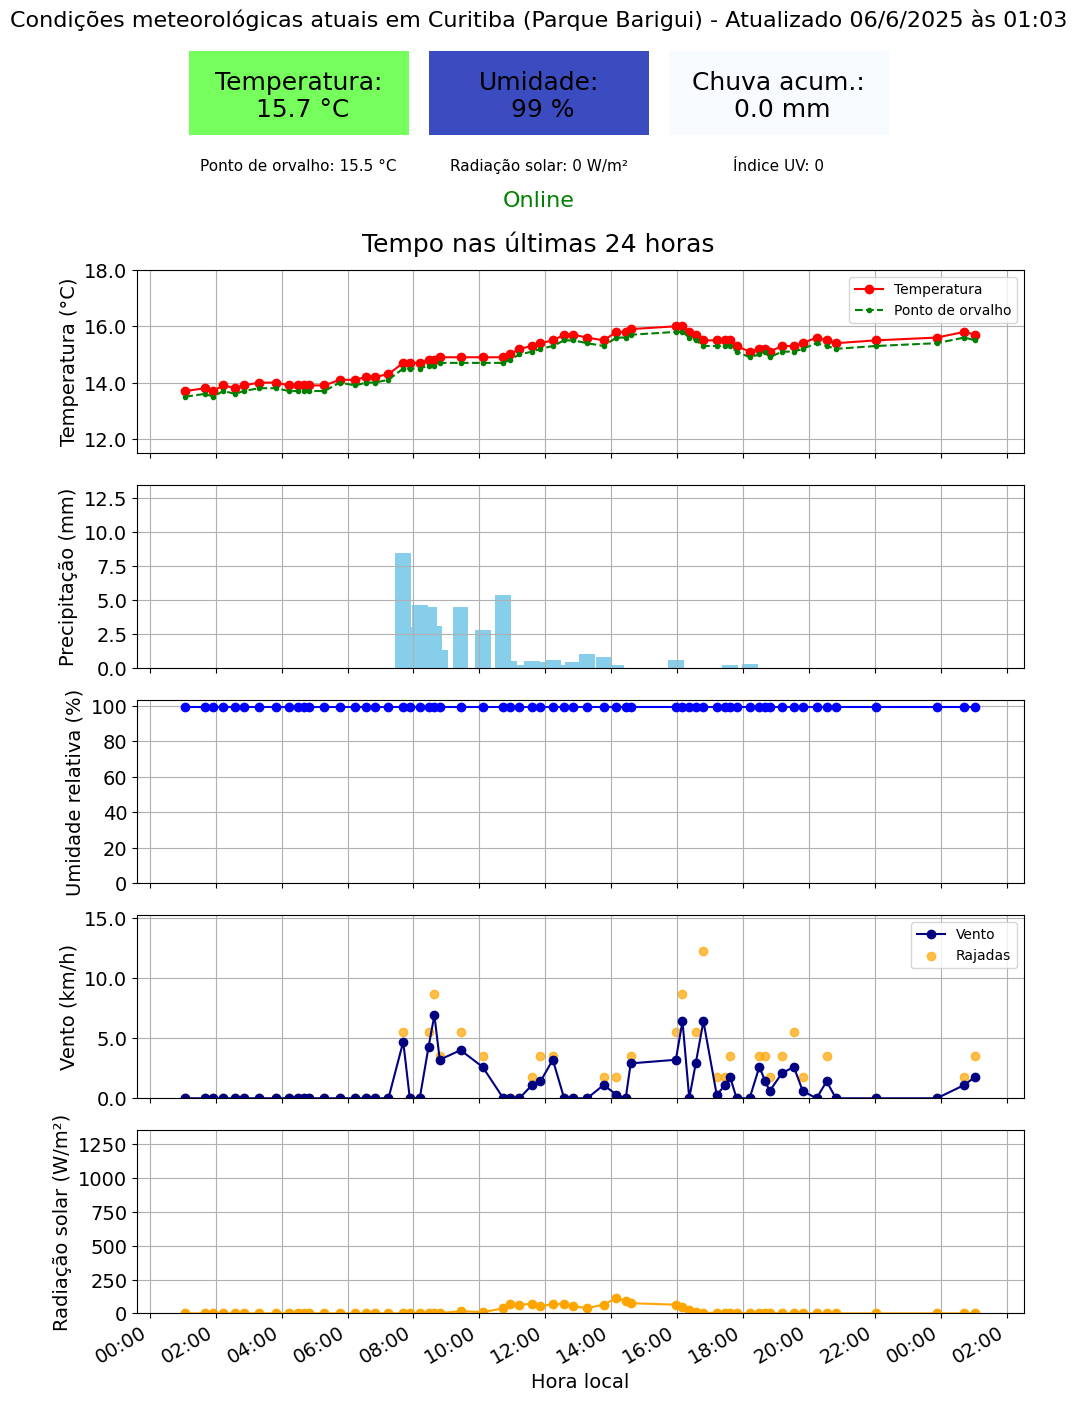 Condições meteorológicas atuais em Curitiba (Parque Barigui) - Atualizado 06/6/2025 às 01:03
Temperatura:
15.7 °C
Umidade:
99 %
Chuva acum.:
0.0 mm
Ponto de orvalho: 15.5 °C
Radiação solar: 0 W/m²
Índice UV: 0
Online
Tempo nas últimas 24 horas
Temperatura (°C)
18.0
16.0
14.0
12.0
Temperatura
Ponto de orvalho
Precipitação (mm)
12.5
10.0
7.5
5.0
2.5
0.0
Umidade relativa (%)
100
80
60
40
20
0
Vento (km/h)
15.0
10.0
5.0
0.0
Vento
Rajadas
Radiação solar (W/m²)
1250
1000
750
500
250
0
00:00
02:00
04:00
06:00
08:00
10:00
12:00
14:00
16:00
18:00
20:00
22:00
00:00
02:00
Hora local